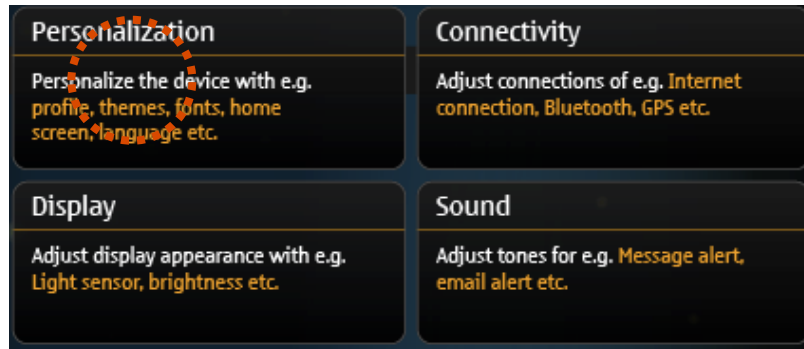 Personalization
Personalize the device with e.g.
profile, themes, fonts, home
screen, language etc.
Connectivity
Adjust connections of e.g. Internet
connection, Bluetooth, GPS etc.
Display
Adjust display appearance with e.g.
Light sensor, brightness etc.
Sound
Adjust tones for e.g. Message alert,
email alert etc.